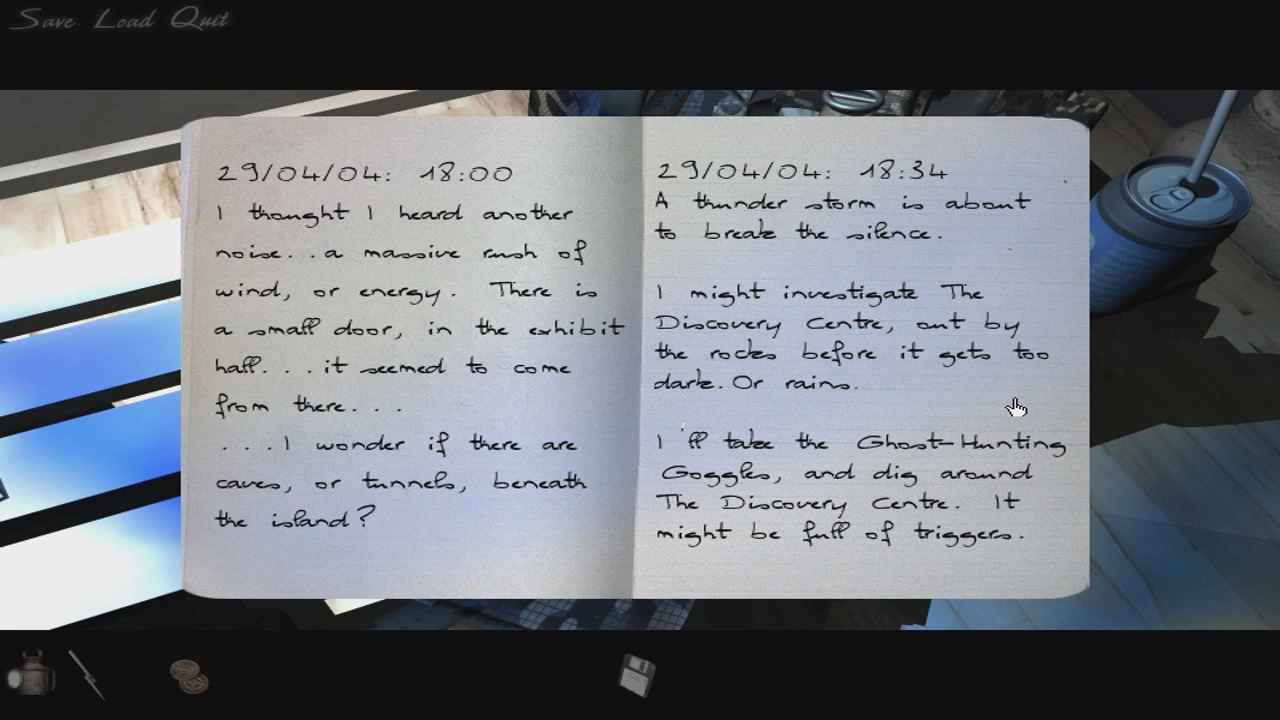 Save Load Quit
29/04/04: 18:00
I thought I heard another
noise. . a massive rush of
wind, or energy. There is
a small door, in the exhibit
hall. . . it seemed to come
from there. . .
. . . I wonder if there are
caves, or tunnels, beneath
the island?
29/04/04: 18:34
A thunder storm is about
to break the silence.
I might investigate The
Discovery Centre, out by
the rocks before it gets too
dark. Or rains.
I ll take the Ghost-Hunting
Goggles, and dig around
The Discovery Centre. It
might be full of triggers.